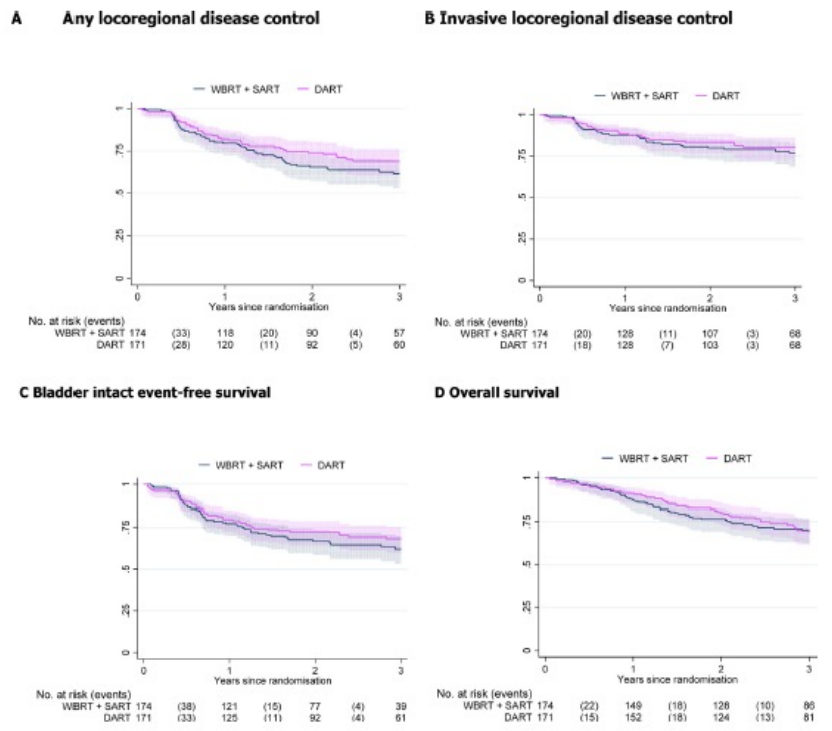 A Any locoregional disease control
WBRT + SART DART
1
.75
.5
.25
0
0 1 2 3
Years since randomisation
No. at risk (events)
WBRT + SART 174 (33) 118 (20) 90 (4) 57
DART 171 (28) 120 (11) 92 (5) 60
B Invasive locoregional disease control
WBRT + SART DART
1
.75
.5
.25
0
0 1 2 3
Years since randomisation
No. at risk (events)
WBRT + SART 174 (20) 128 (11) 107 (3) 68
DART 171 (18) 128 (7) 103 (3) 68
C Bladder intact event-free survival
WBRT + SART DART
1
.75
.5
.25
0
0 1 2 3
Years since randomisation
No. at risk (events)
WBRT + SART 174 (38) 121 (15) 77 (4) 39
DART 171 (33) 125 (11) 92 (4) 61
D Overall survival
WBRT + SART DART
1
.75
.5
.25
0
0 1 2 3
Years since randomisation
No. at risk (events)
WBRT + SART 174 (22) 149 (18) 128 (10) 86
DART 171 (15) 152 (18) 124 (13) 81